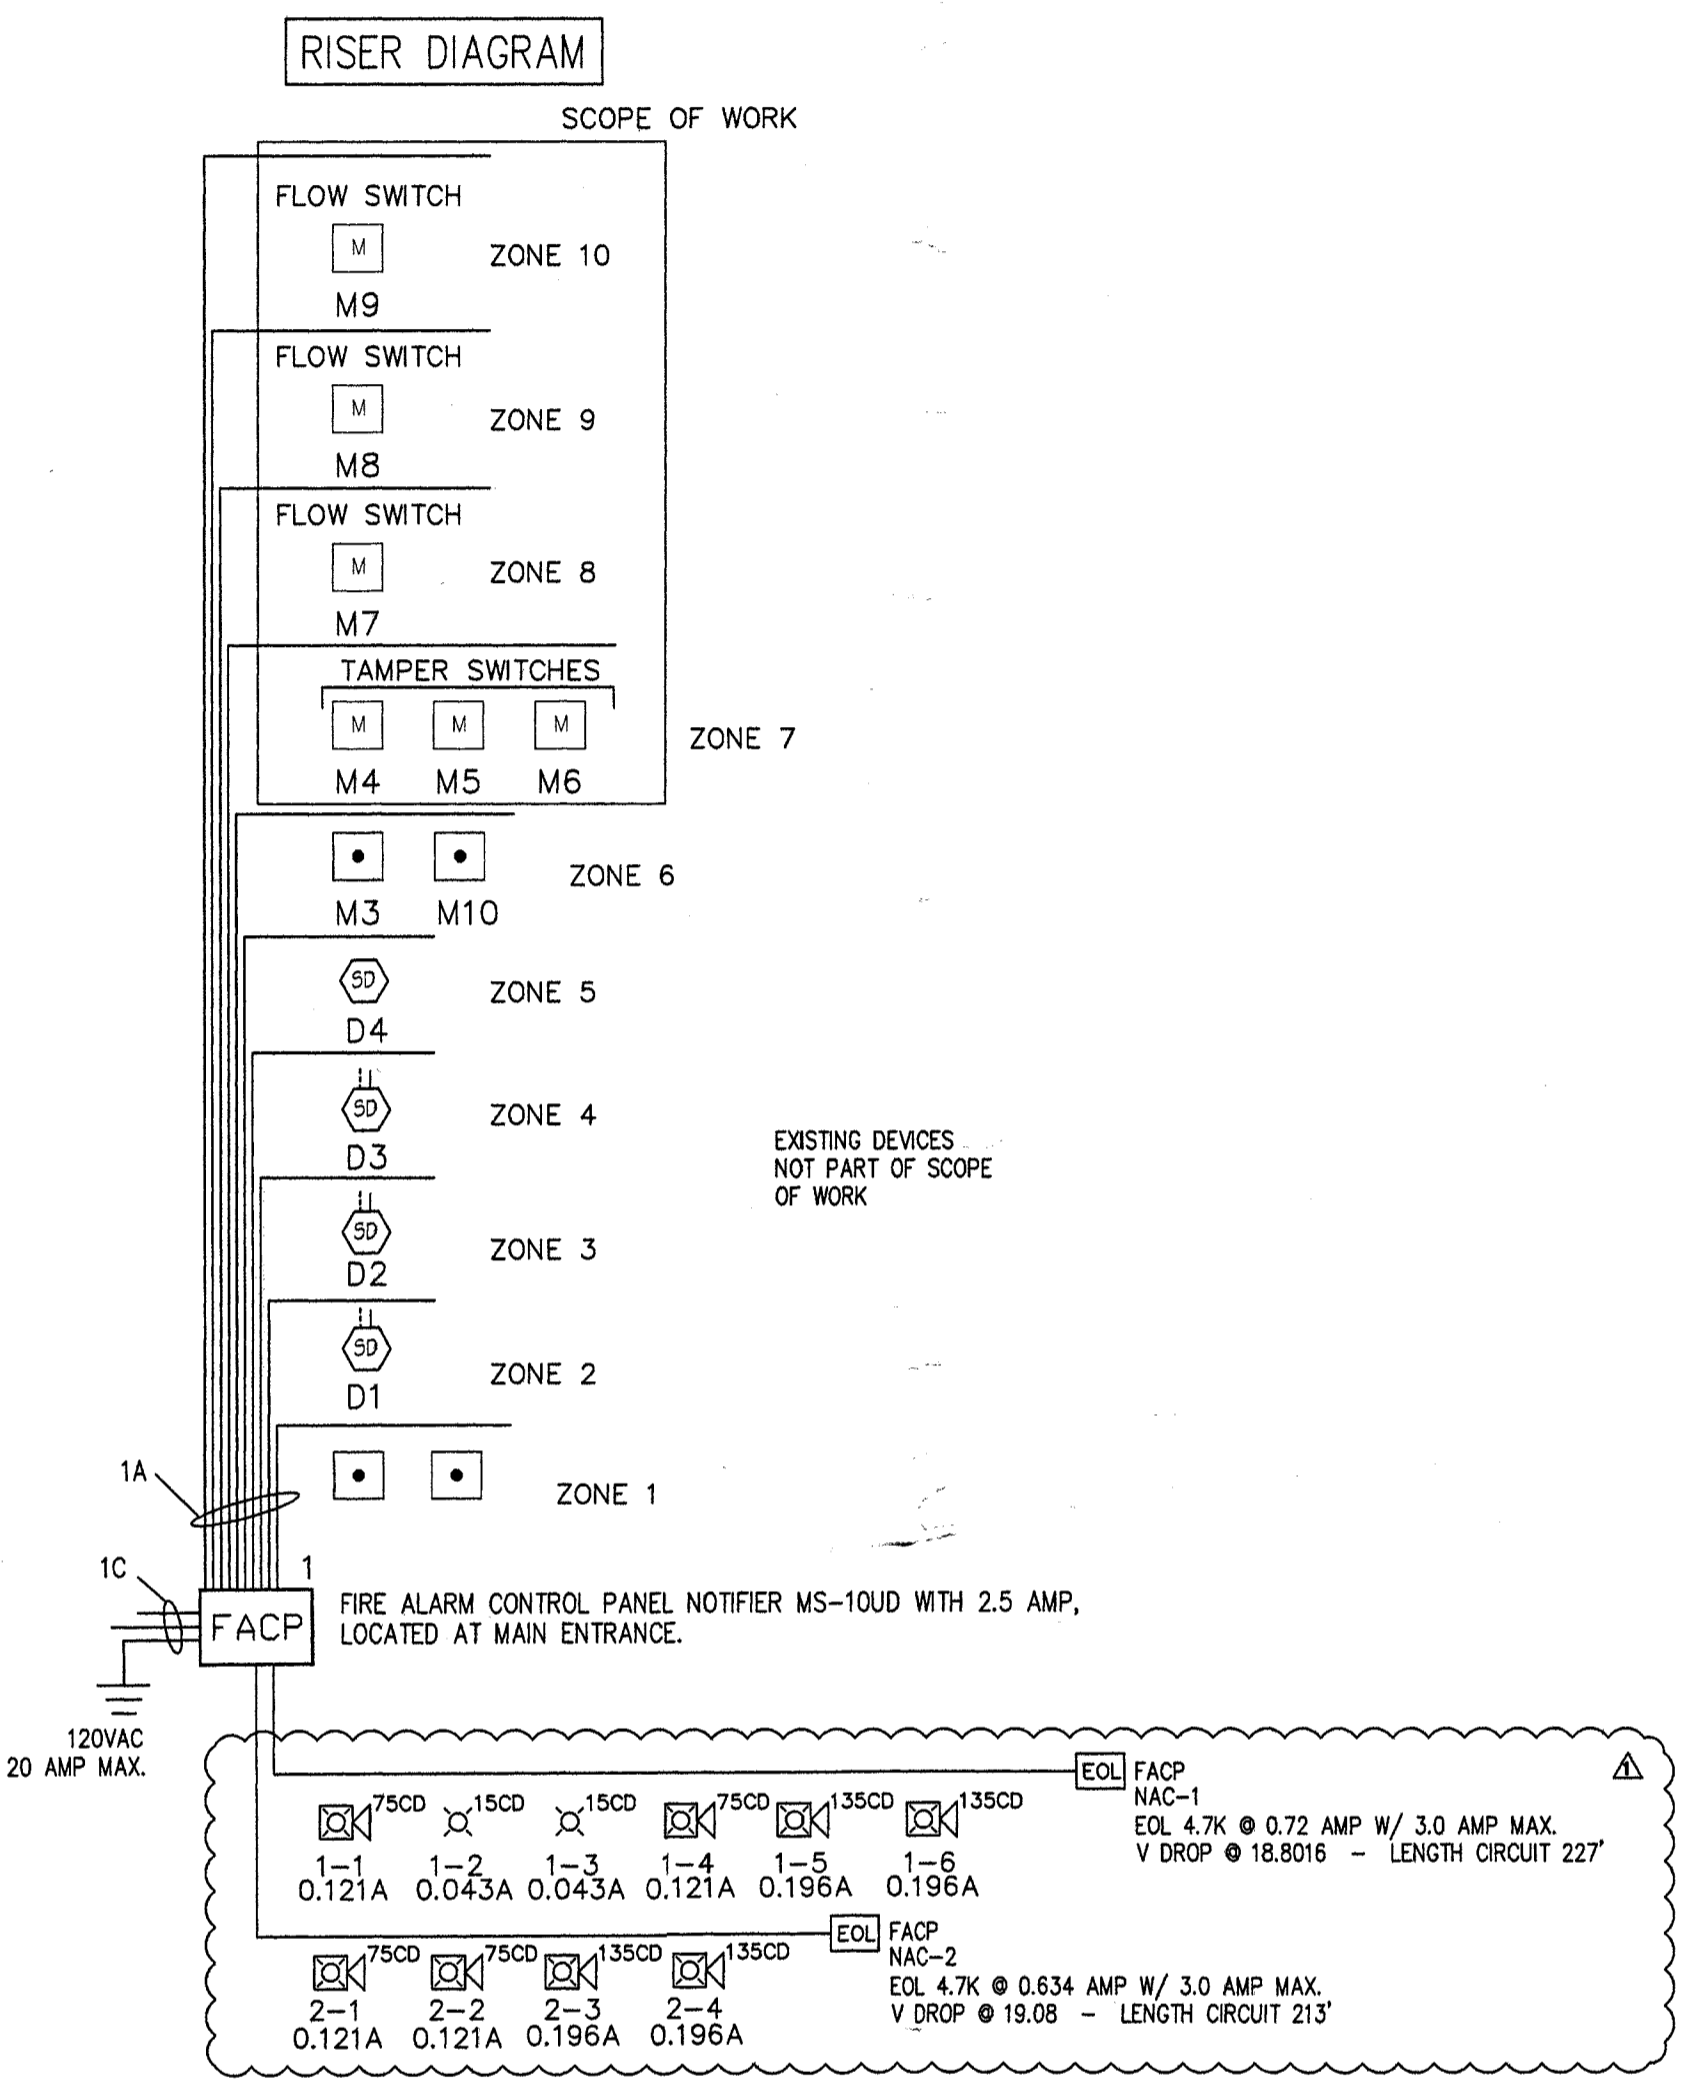 RISER DIAGRAM
SCOPE OF WORK
FLOW SWITCH
M
ZONE 10
M9
FLOW SWITCH
M
ZONE 9
M8
FLOW SWITCH
M
ZONE 8
M7
TAMPER SWITCHES
M M M
ZONE 7
M4 M5 M6
ZONE 6
M3 M10
SD
ZONE 5
D4
SD
ZONE 4
D3
EXISTING DEVICES
NOT PART OF SCOPE
OF WORK
SD
ZONE 3
D2
SD
ZONE 2
D1
1A
ZONE 1
1C
1
FACP
FIRE ALARM CONTROL PANEL NOTIFIER MS-10UD WITH 2.5 AMP,
LOCATED AT MAIN ENTRANCE.
120VAC
20 AMP MAX.
EOL FACP
NAC-1
EOL 4.7K @ 0.72 AMP W/ 3.0 AMP MAX.
V DROP @ 18.8016 - LENGTH CIRCUIT 227'
1
75CD 15CD 15CD 75CD 135CD 135CD
1-1 1-2 1-3 1-4 1-5 1-6
0.121A 0.043A 0.043A 0.121A 0.196A 0.196A
EOL FACP
NAC-2
EOL 4.7K @ 0.634 AMP W/ 3.0 AMP MAX.
V DROP @ 19.08 - LENGTH CIRCUIT 213'
75CD 75CD 135CD 135CD
2-1 2-2 2-3 2-4
0.121A 0.121A 0.196A 0.196A